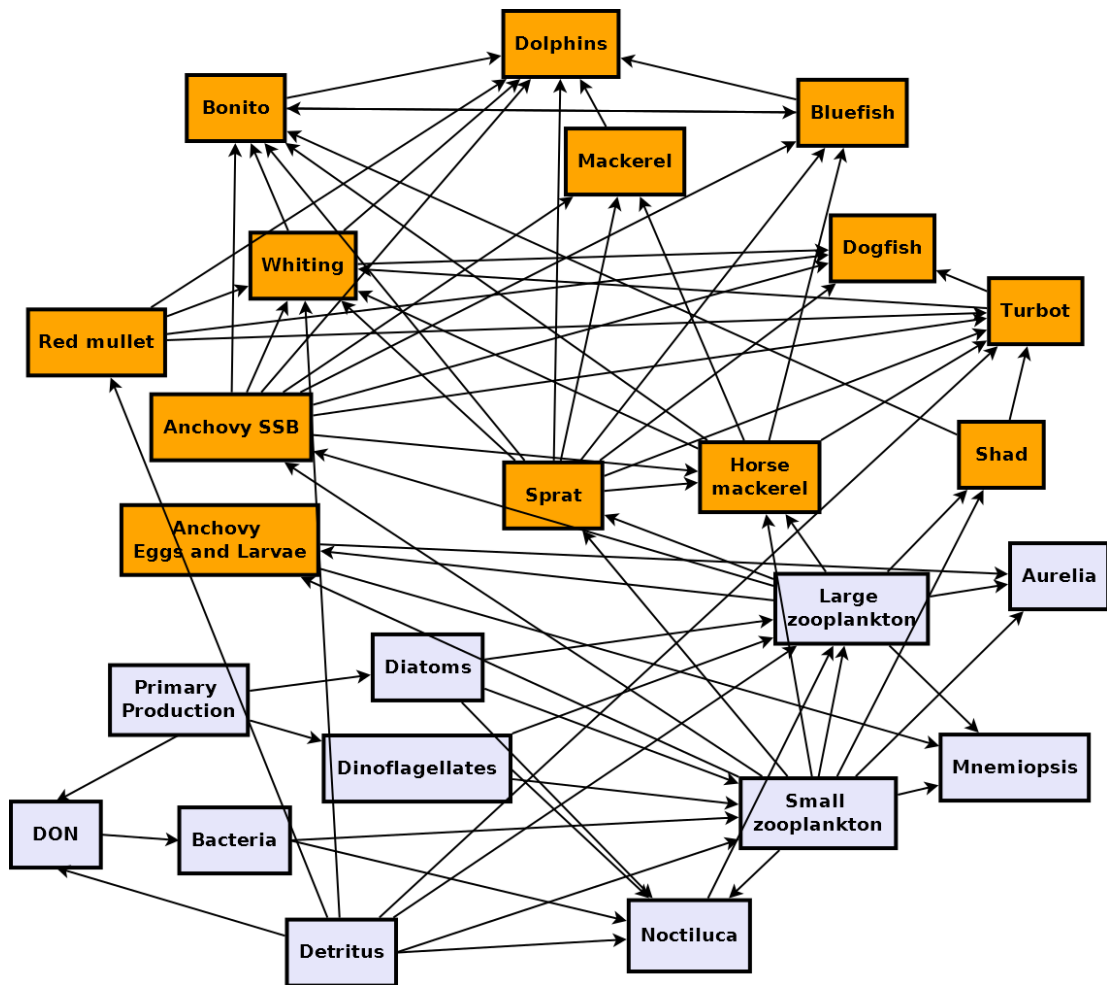 Dolphins
Bonito
Bluefish
Mackerel
Dogfish
Whiting
Turbot
Red mullet
Anchovy SSB
Shad
Horse
mackerel
Sprat
Anchovy
Eggs and Larvae
Aurelia
Large
zooplankton
Diatoms
Primary
Production
Dinoflagellates
Mnemiopsis
Small
zooplankton
DON
Bacteria
Noctiluca
Detritus